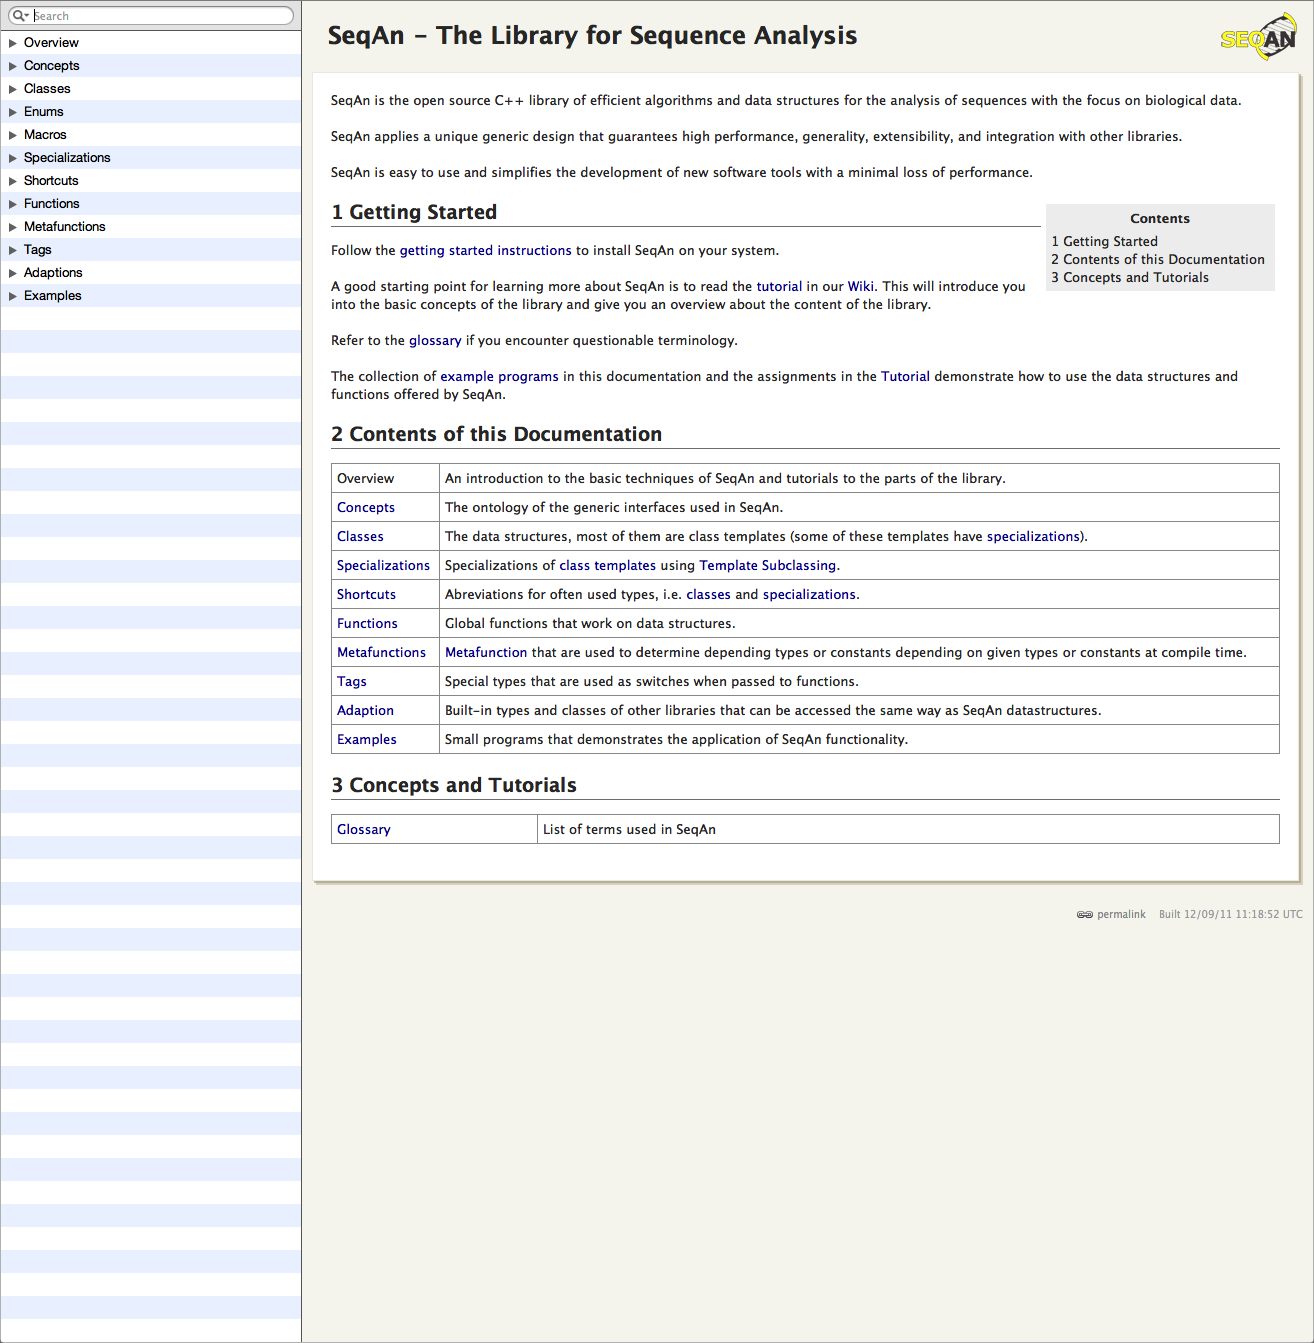 Search
Overview
Concepts
Classes
Enums
Macros
Specializations
Shortcuts
Functions
Metafunctions
Tags
Adaptions
Examples
SeqAn - The Library for Sequence Analysis
SEQAN
SeqAn is the open source C++ library of efficient algorithms and data structures for the analysis of sequences with the focus on biological data.
SeqAn applies a unique generic design that guarantees high performance, generality, extensibility, and integration with other libraries.
SeqAn is easy to use and simplifies the development of new software tools with a minimal loss of performance.
Contents
1 Getting Started
2 Contents of this Documentation
3 Concepts and Tutorials
1 Getting Started
Follow the getting started instructions to install SeqAn on your system.
A good starting point for learning more about SeqAn is to read the tutorial in our Wiki. This will introduce you
into the basic concepts of the library and give you an overview about the content of the library.
Refer to the glossary if you encounter questionable terminology.
The collection of example programs in this documentation and the assignments in the Tutorial demonstrate how to use the data structures and
functions offered by SeqAn.
2 Contents of this Documentation
Overview An introduction to the basic techniques of SeqAn and tutorials to the parts of the library.
Concepts The ontology of the generic interfaces used in SeqAn.
Classes The data structures, most of them are class templates (some of these templates have specializations).
Specializations Specializations of class templates using Template Subclassing.
Shortcuts Abreviations for often used types, i.e. classes and specializations.
Functions Global functions that work on data structures.
Metafunctions Metafunction that are used to determine depending types or constants depending on given types or constants at compile time.
Tags Special types that are used as switches when passed to functions.
Adaption Built-in types and classes of other libraries that can be accessed the same way as SeqAn datastructures.
Examples Small programs that demonstrates the application of SeqAn functionality.
3 Concepts and Tutorials
Glossary List of terms used in SeqAn
permalink Built 12/09/11 11:18:52 UTC